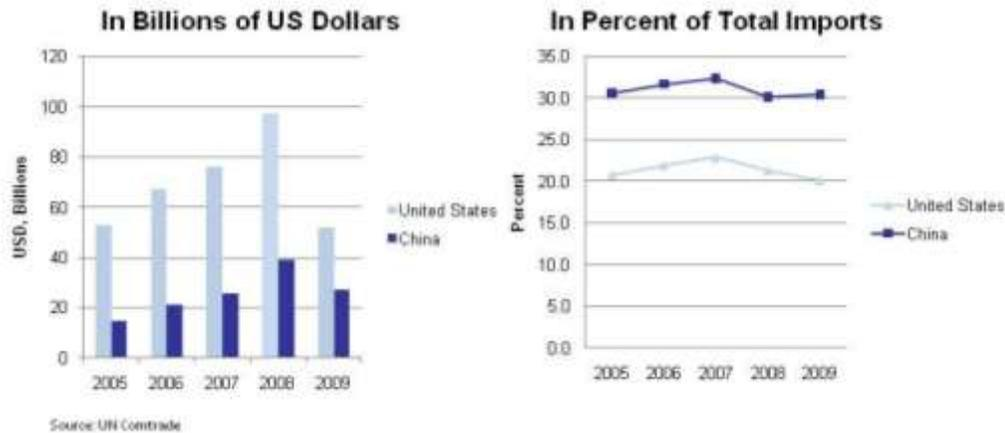 In Billions of US Dollars
120
100
80
60
40
20
0
USD, Billions
2005 2006 2007 2008 2009
United States
China
Source: UN Comtrade
In Percent of Total Imports
35.0
30.0
25.0
20.0
15.0
10.0
5.0
0.0
Percent
2005 2006 2007 2008 2009
United States
China